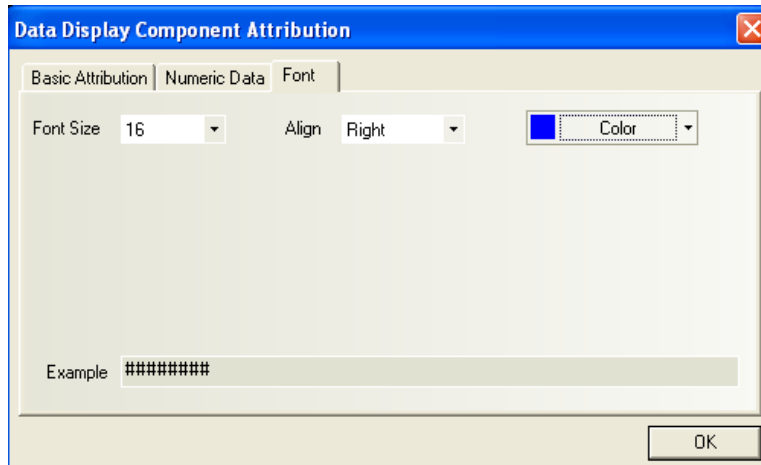 Data Display Component Attribution
Basic Attribution Numeric Data Font
Font Size 16 Align Right Color
Example ########
OK